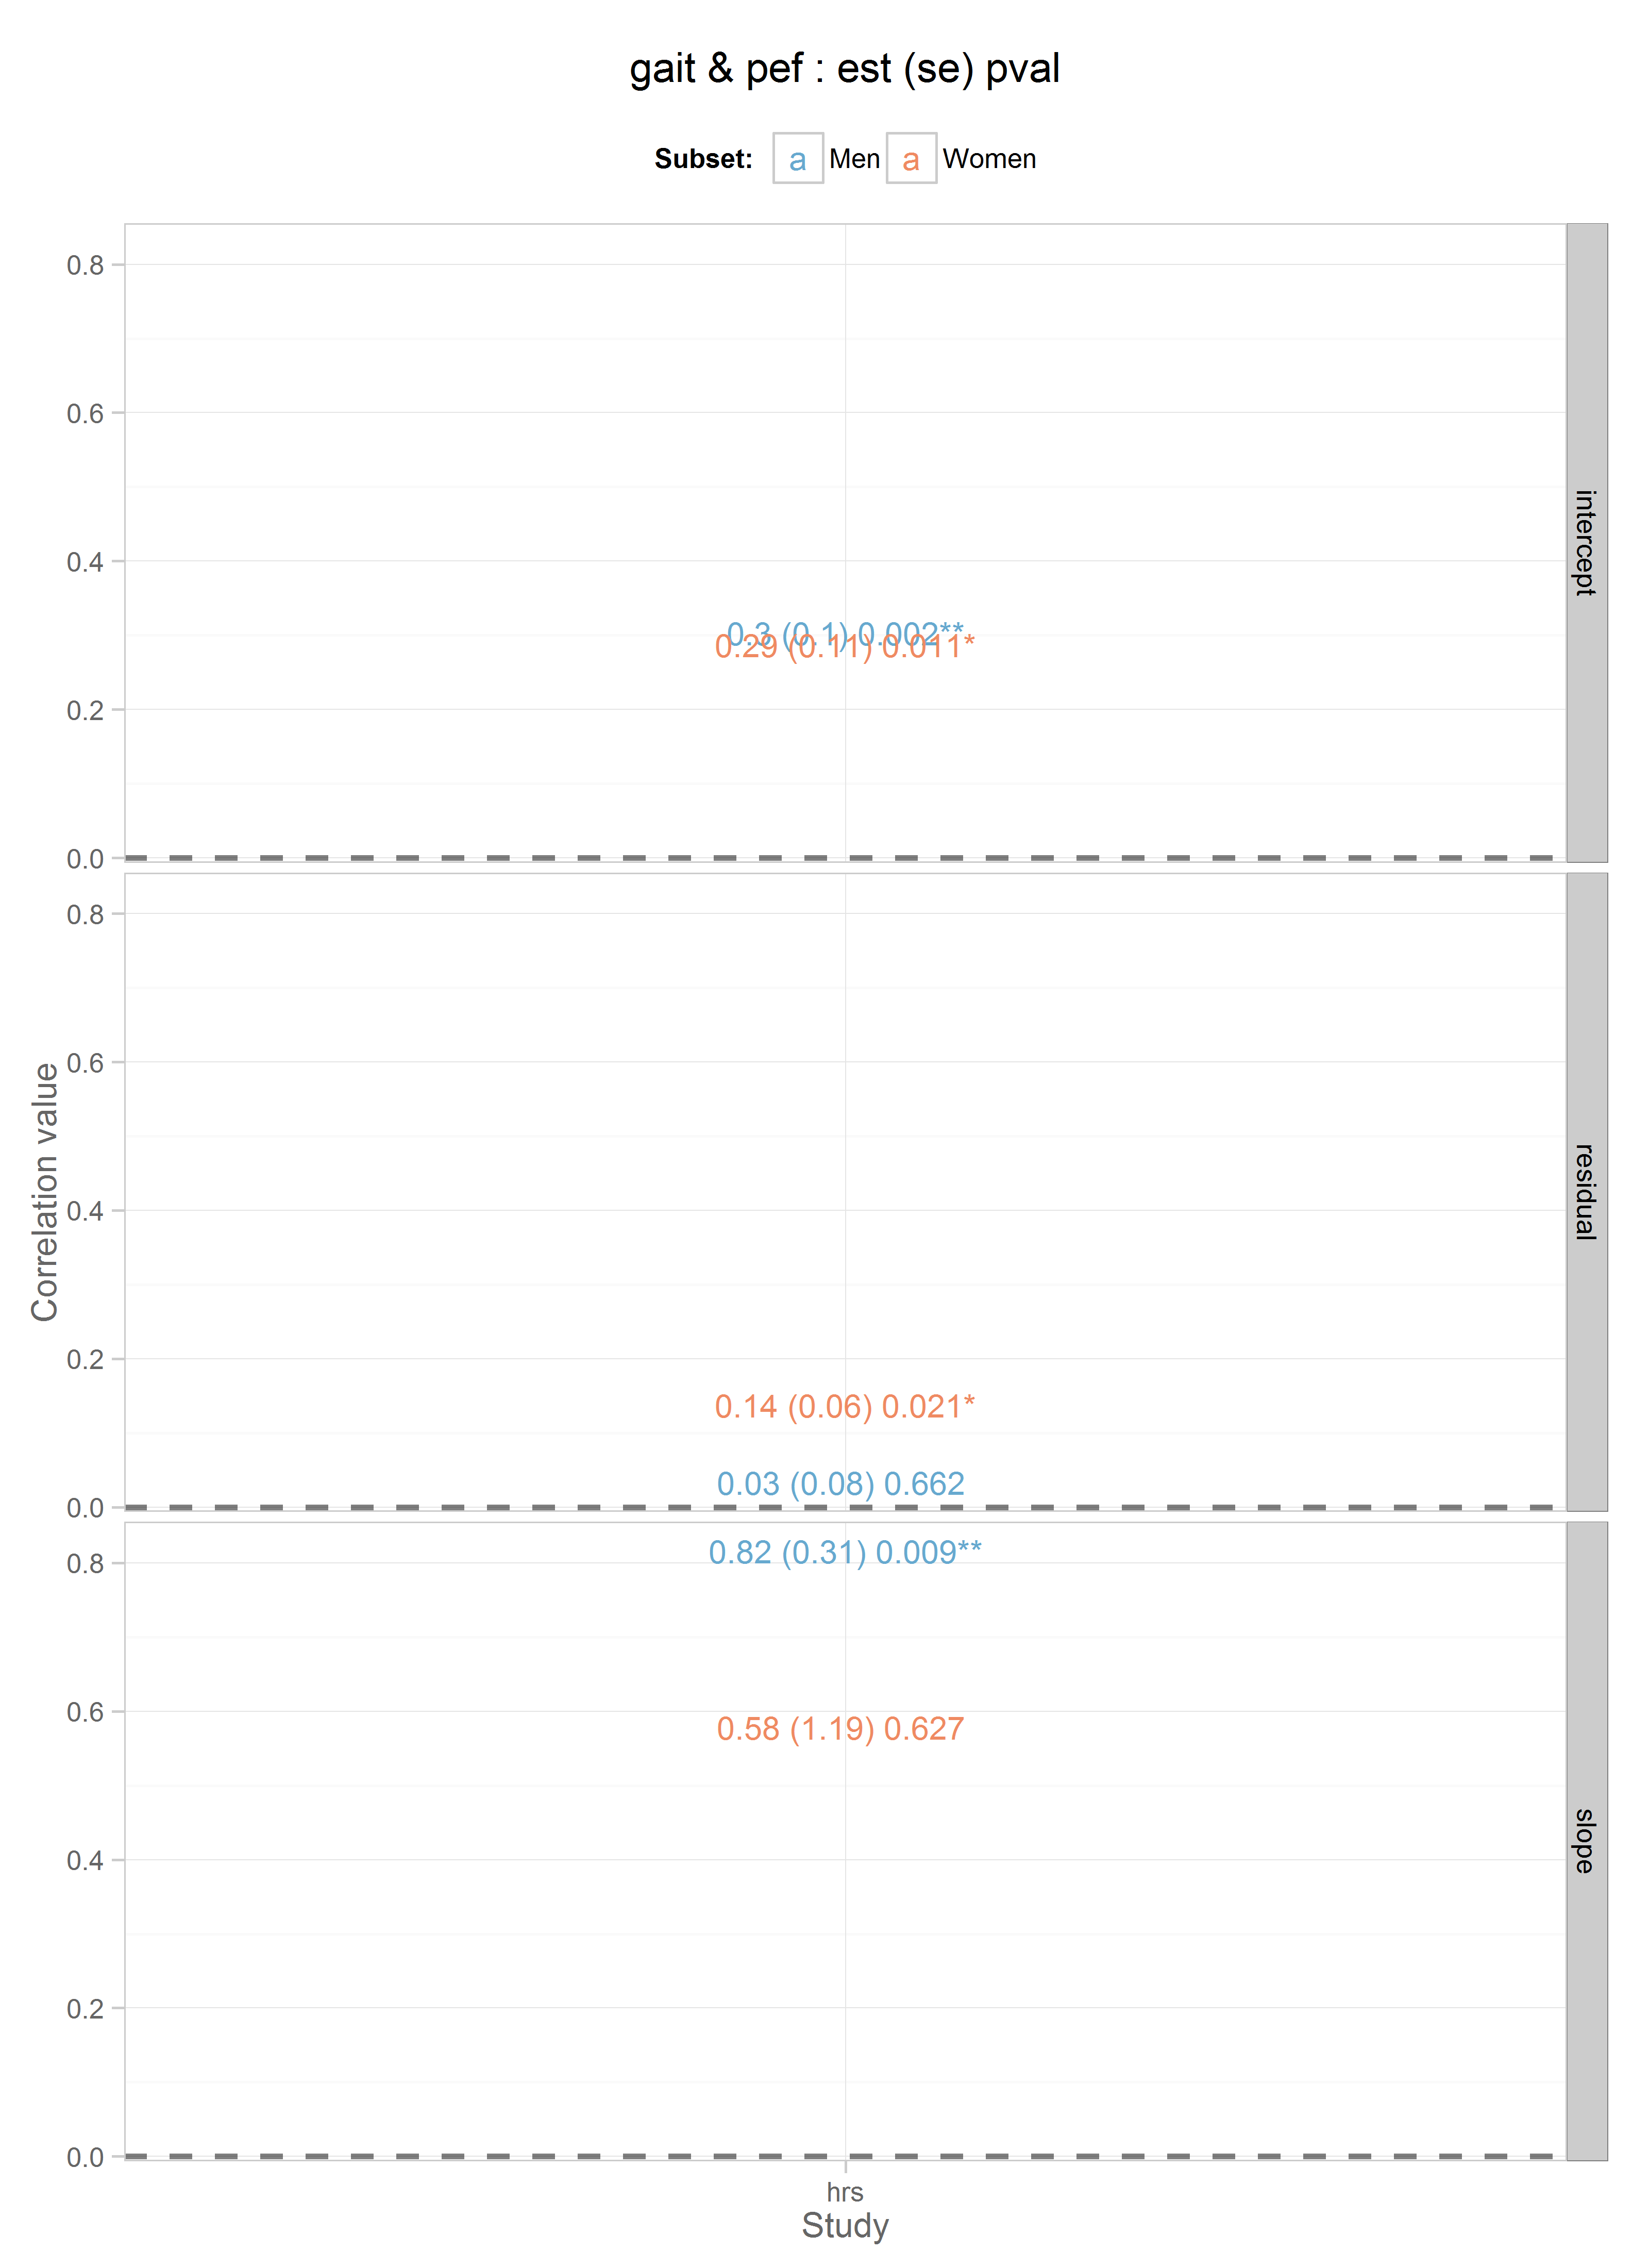 gait & pef : est (se) pval
Subset: a Men a Women
0.8
0.6
0.4
0.2
0.0
0.3 (0.1) 0.002**
0.29 (0.11) 0.011*
intercept
Correlation value
0.8
0.6
0.4
0.2
0.0
0.14 (0.06) 0.021*
0.03 (0.08) 0.662
residual
0.8
0.6
0.4
0.2
0.0
0.82 (0.31) 0.009**
0.58 (1.19) 0.627
slope
hrs
Study